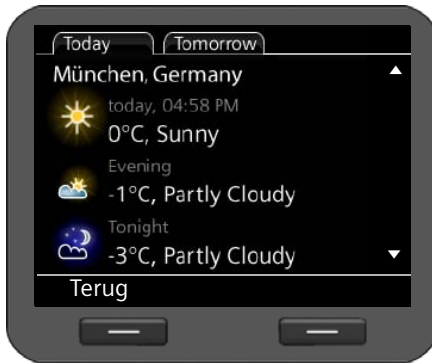 Today Tomorrow
München, Germany
today, 04:58 PM
0°C, Sunny
Evening
-1°C, Partly Cloudy
Tonight
-3°C, Partly Cloudy
Terug